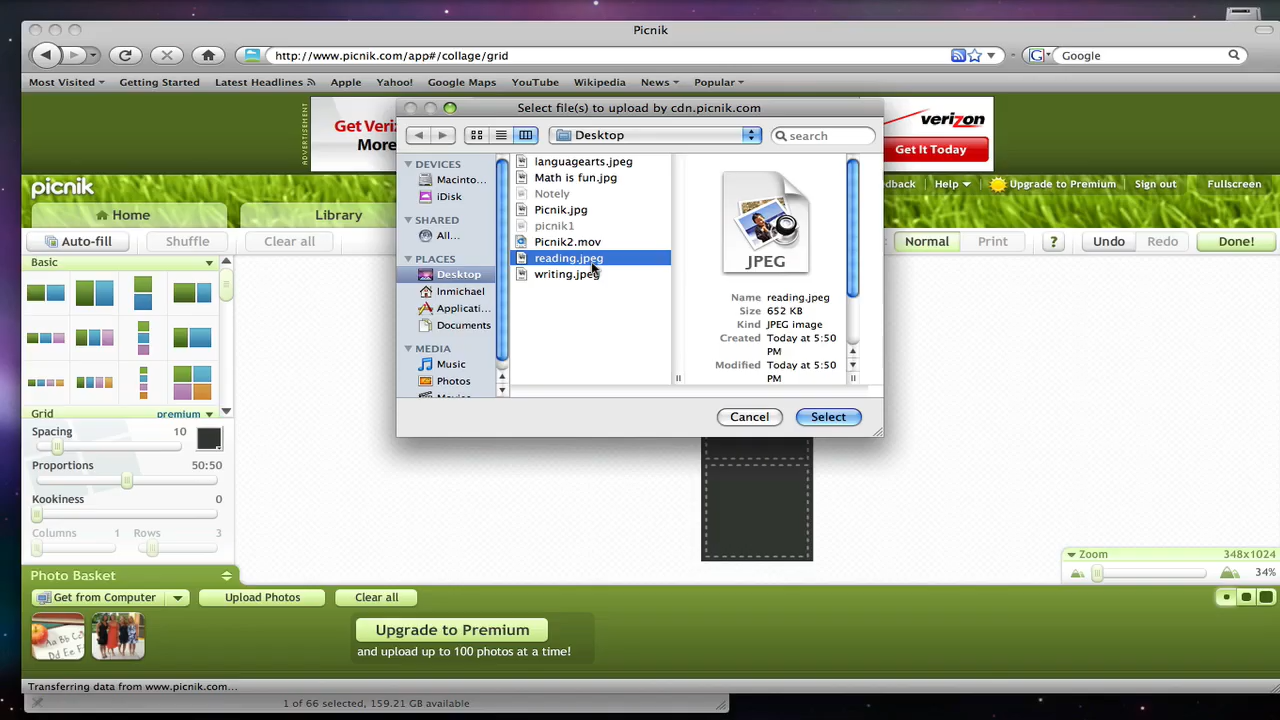 Picnik
http://www.picnik.com/app#/collage/grid
Google
Most Visited
Getting Started
Latest Headlines
Apple
Yahoo!
Google Maps
YouTube
Wikipedia
News
Popular
ADVERTISEMENT
Get Veri
More
verizon
Get It Today
Select file(s) to upload by cdn.picnik.com
Desktop
search
DEVICES
Macinto...
iDisk
SHARED
All...
PLACES
Desktop
lnmichael
Applicati...
Documents
MEDIA
Music
Photos
languagearts.jpeg
Math is fun.jpg
Notely
Picnik.jpg
picnik1
Picnik2.mov
reading.jpeg
writing.jpeg
JPEG
Name reading.jpeg
Size 652 KB
Kind JPEG image
Created Today at 5:50
PM
Modified Today at 5:50
PM
Cancel
Select
picnik
dback
Help
Upgrade to Premium
Sign out
Fullscreen
Home
Library
Auto-fill
Shuffle
Clear all
Normal
Print
?
Undo
Redo
Done!
Basic
Grid
premium
Spacing 10
Proportions 50:50
Kookiness 0
Columns 1 Rows 3
Zoom 348x1024
34%
Photo Basket
Get from Computer
Upload Photos
Clear all
Upgrade to Premium
and upload up to 100 photos at a time!
Transferring data from www.picnik.com...
1 of 66 selected, 159.21 GB available